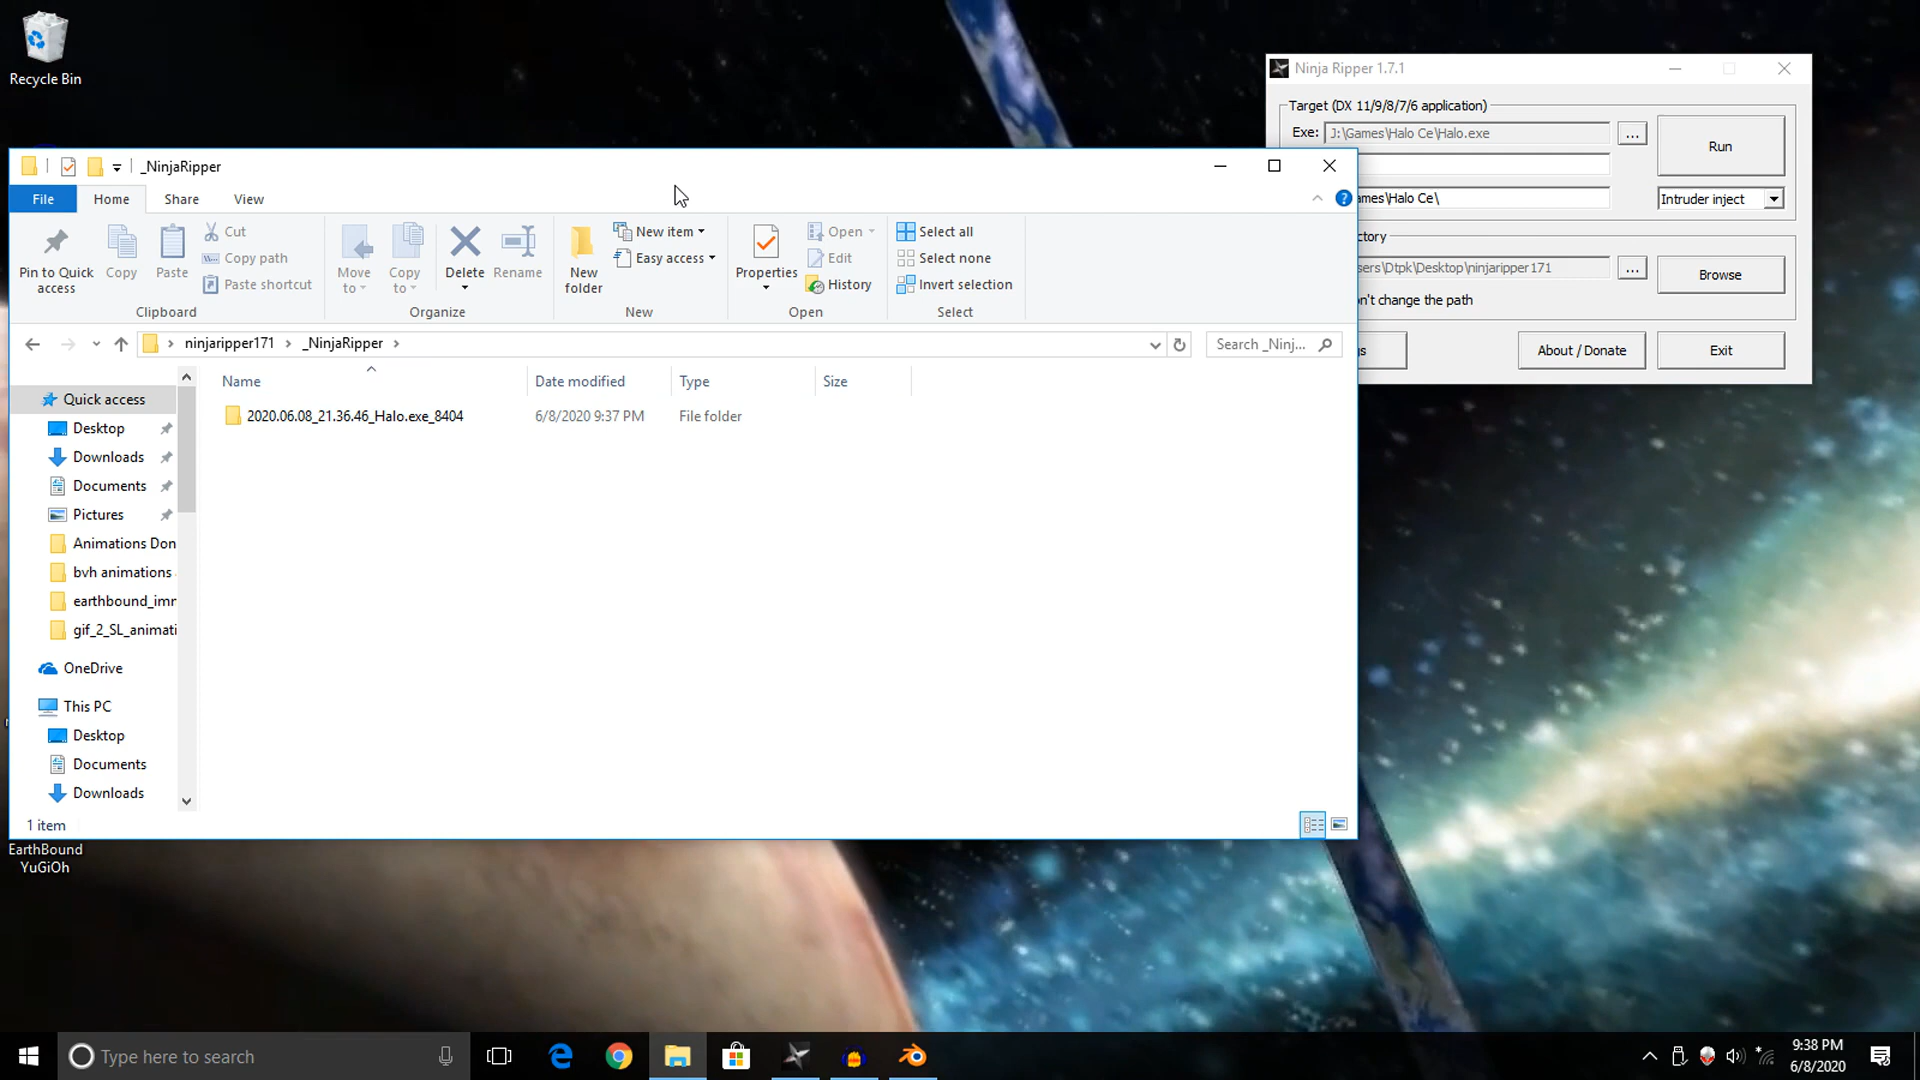 Recycle Bin
Ninja Ripper 1.7.1
Target (DX 11/9/8/7/6 application)
Exe: J:\Games\Halo Ce\Halo.exe ...
Run
ames\Halo Ce\
Intruder inject
ctory
sers\Dtpk\Desktop\ninjaripper171 ...
Browse
n't change the path
gs
About / Donate
Exit
_NinjaRipper
File Home Share View
Pin to Quick access
Copy
Paste
Cut
Copy path
Paste shortcut
Clipboard
Move to
Copy to
Delete
Rename
Organize
New folder
New item
Easy access
New
Properties
Open
Edit
History
Open
Select all
Select none
Invert selection
Select
ninjaripper171 > _NinjaRipper >
Search _Ninj...
Name Date modified Type Size
2020.06.08_21.36.46_Halo.exe_8404 6/8/2020 9:37 PM File folder
Quick access
Desktop
Downloads
Documents
Pictures
Animations Don
bvh animations
earthbound_imr
gif_2_SL_animati
OneDrive
This PC
Desktop
Documents
Downloads
1 item
EarthBound
YuGiOh
Type here to search
9:38 PM
6/8/2020